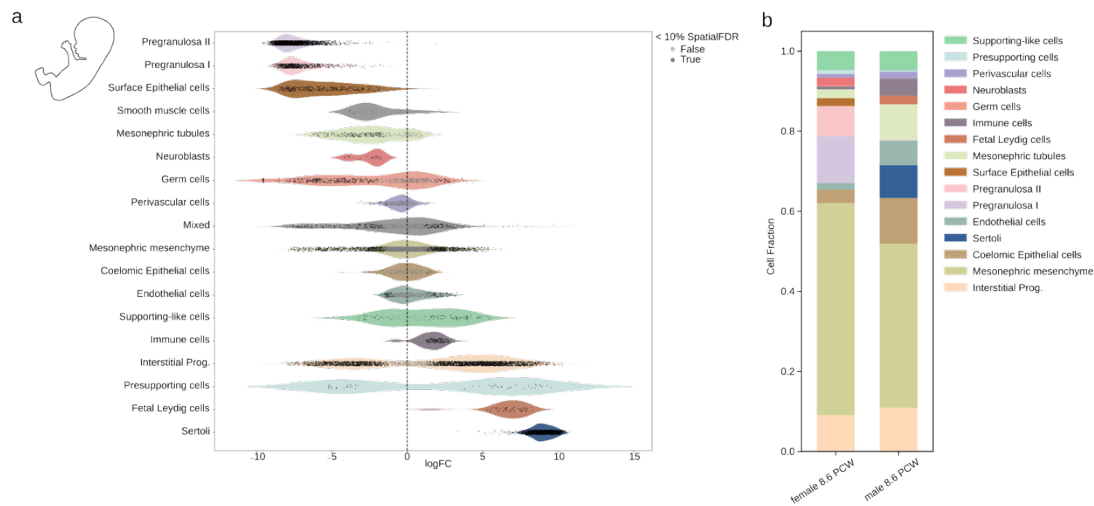 a
Pregranulosa II
Pregranulosa I
Surface Epithelial cells
Smooth muscle cells
Mesonephric tubules
Neuroblasts
Germ cells
Perivascular cells
Mixed
Mesonephric mesenchyme
Coelomic Epithelial cells
Endothelial cells
Supporting-like cells
Immune cells
Interstitial Prog.
Presupporting cells
Fetal Leydig cells
Sertoli
-10 -5 0 5 10 15
logFC
< 10% SpatialFDR
False
True
b
1.0
0.8
0.6
0.4
0.2
0.0
Cell Fraction
female 8.6 PCW
male 8.6 PCW
Supporting-like cells
Presupporting cells
Perivascular cells
Neuroblasts
Germ cells
Immune cells
Fetal Leydig cells
Mesonephric tubules
Surface Epithelial cells
Pregranulosa II
Pregranulosa I
Endothelial cells
Sertoli
Coelomic Epithelial cells
Mesonephric mesenchyme
Interstitial Prog.